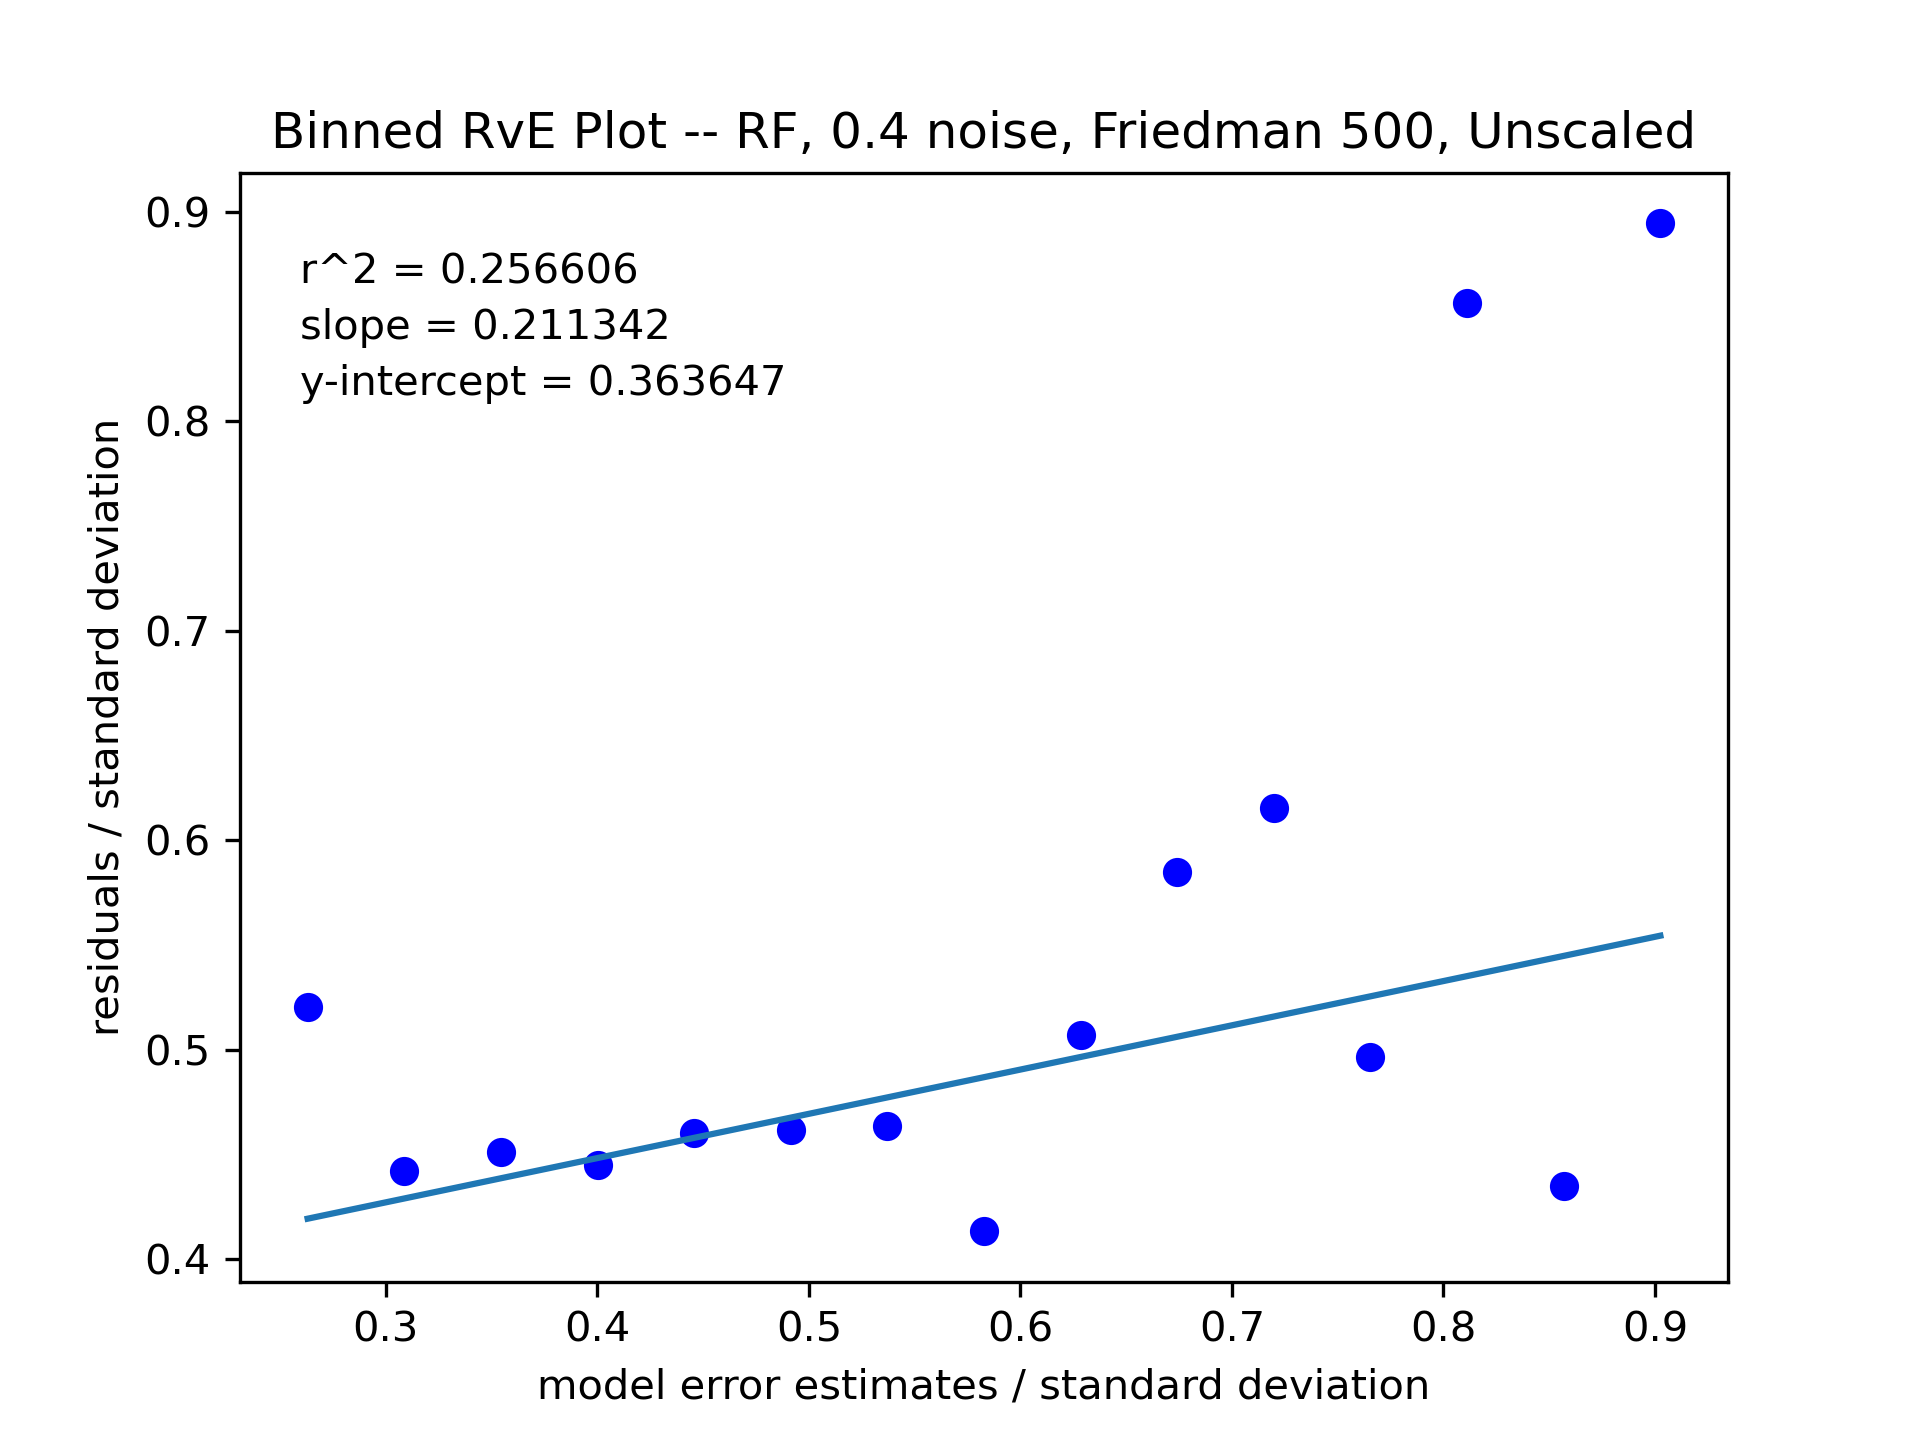 Binned RvE Plot -- RF, 0.4 noise, Friedman 500, Unscaled
r^2 = 0.256606
slope = 0.211342
y-intercept = 0.363647
residuals / standard deviation
0.9
0.8
0.7
0.6
0.5
0.4
0.3 0.4 0.5 0.6 0.7 0.8 0.9
model error estimates / standard deviation